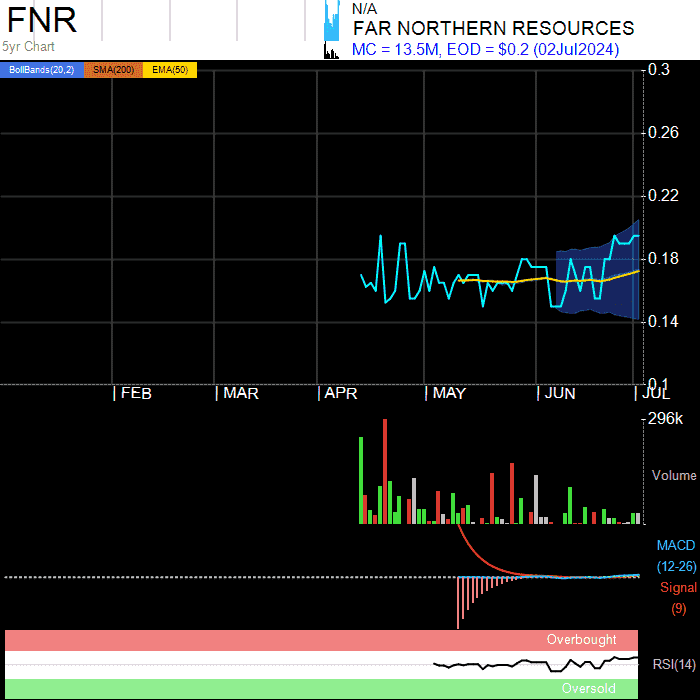 FNR
5yr Chart
N/A
FAR NORTHERN RESOURCES
MC = 13.5M, EOD = $0.2 (02Jul2024)
BollBands(20,2) SMA(200) EMA(50)
0.3
0.26
0.22
0.18
0.14
0.1
FEB MAR APR MAY JUN JUL
296k
Volume
MACD
(12-26)
Signal
(9)
Overbought
RSI(14)
Oversold